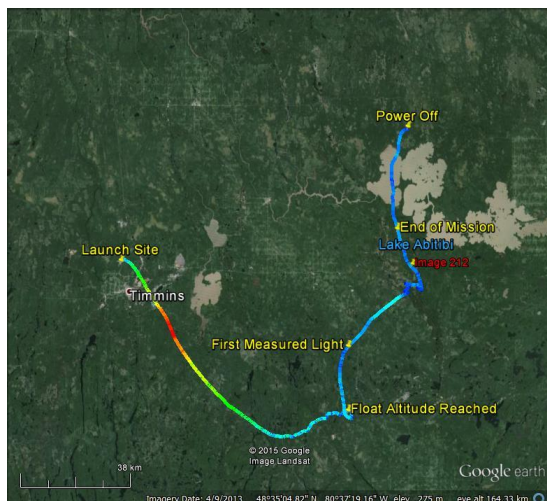 Power Off
End of Mission
Lake Abitibi
Launch Site
Image 212
Timmins
First Measured Light
Float Altitude Reached
© 2015 Google
Image Landsat
38 km
Google earth
Imagery Date: 4/9/2013 48°35'04.82" N 80°37'19.16" W elev 275 m eye alt 164.33 km